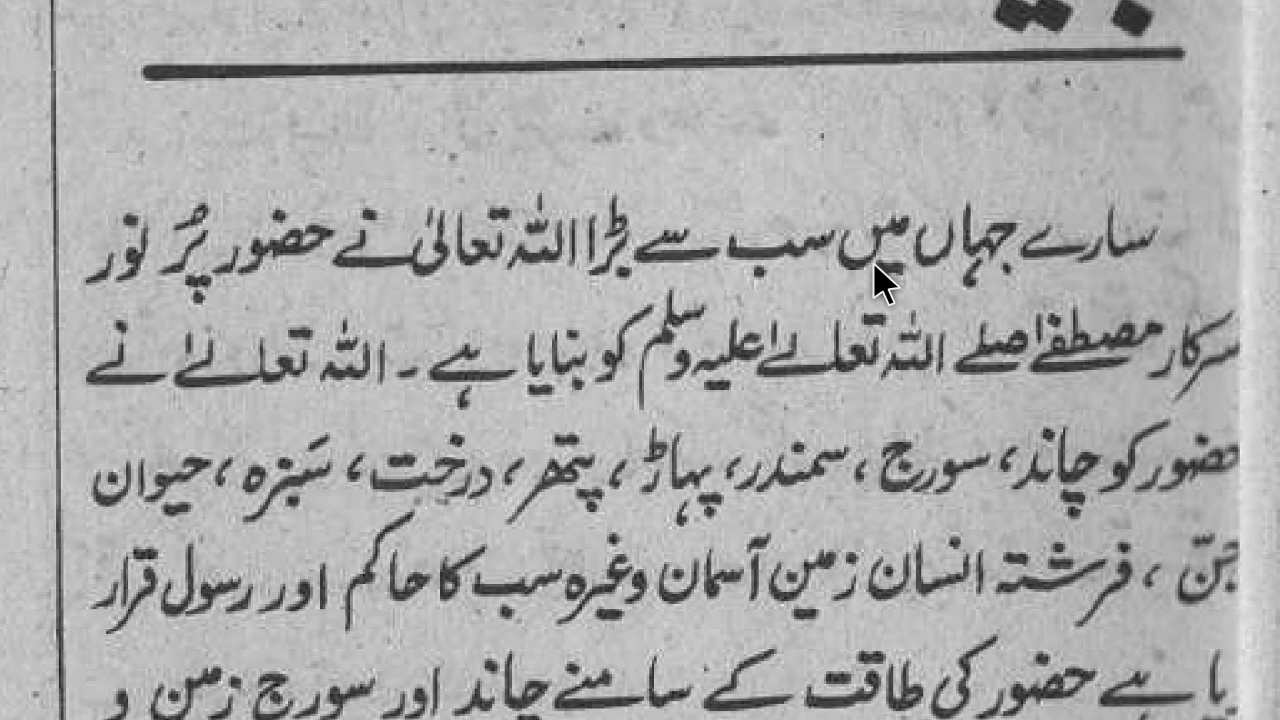 سارے جہاں میں سب سے بڑا اللہ تعالیٰ نے حضور پُر نور
سرکار مصطفےٰ صلے اللہ تعالےٰ علیہ وسلم کو بنایا ہے ۔ اللہ تعالےٰ نے
حضور کو چاند، سورج ، سمندر، پہاڑ ، پتھر ، درخت ، سَبزہ ، حیوان
جنّ ، فرشتہ انسان زمین آسمان وغیرہ سب کا حاکم اور رسول قرار
یا ہے حضور کی طاقت کے سامنے چاند اور سورج زمین و